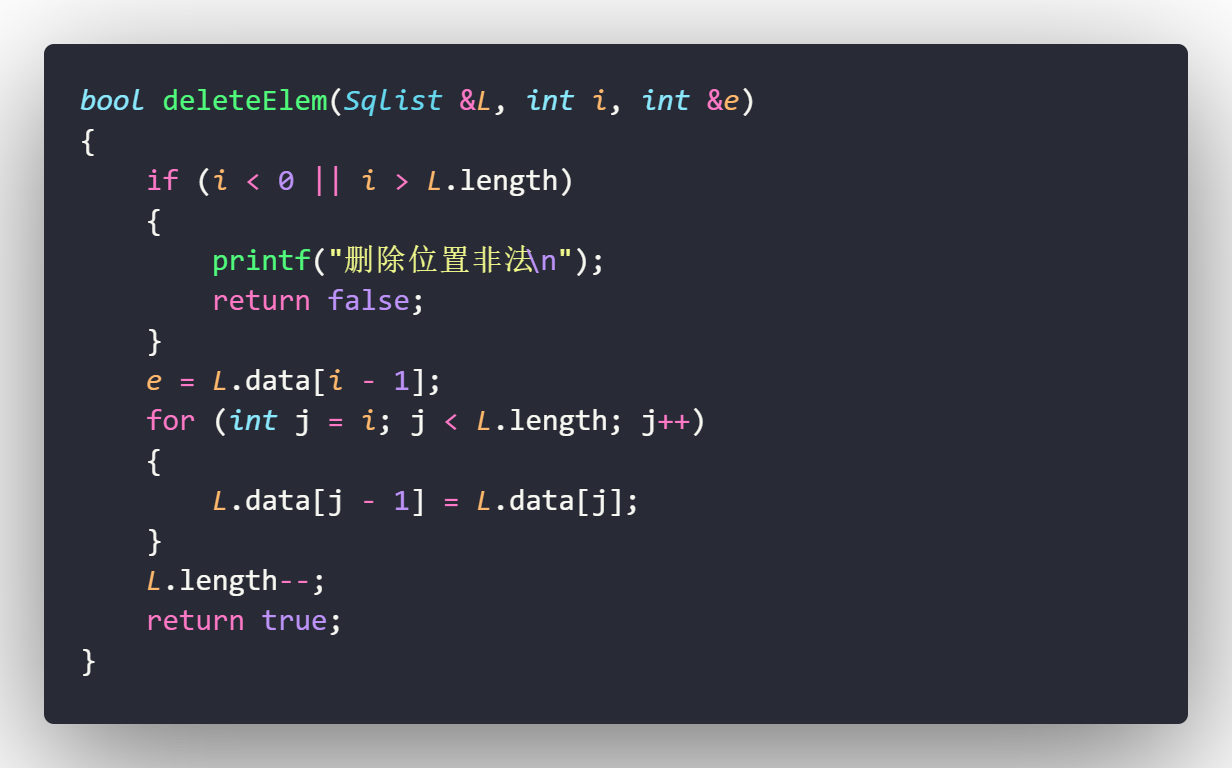 bool deleteElem(Sqlist &L, int i, int &e)
{
    if (i < 0 || i > L.length)
    {
        printf("删除位置非法\n");
        return false;
    }
    e = L.data[i - 1];
    for (int j = i; j < L.length; j++)
    {
        L.data[j - 1] = L.data[j];
    }
    L.length--;
    return true;
}